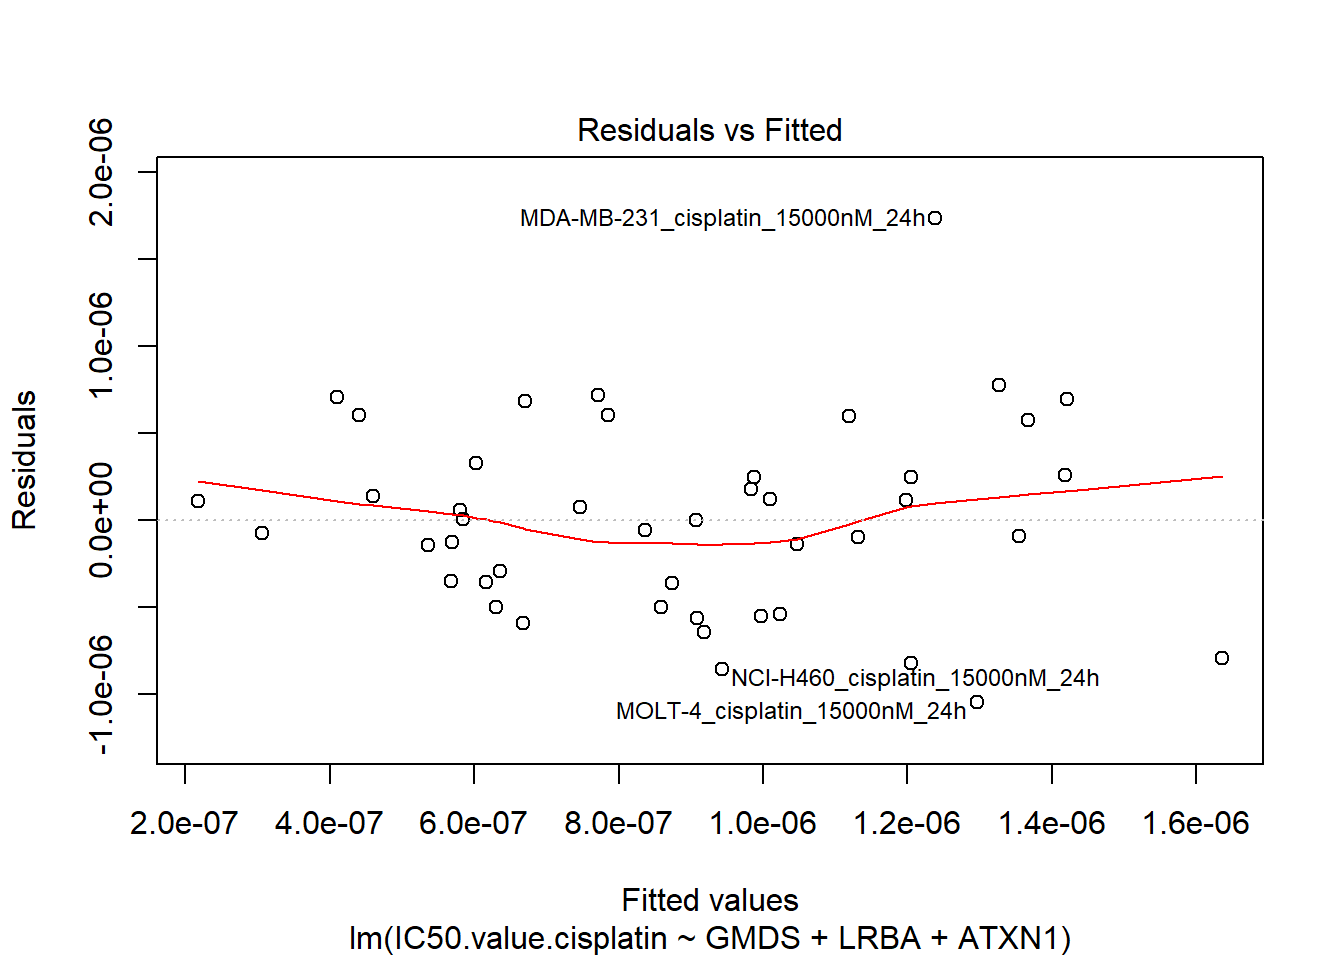 Residuals vs Fitted
2.0e-06
1.0e-06
0.0e+00
-1.0e-06
Residuals
MDA-MB-231_cisplatin_15000nM_24h
NCI-H460_cisplatin_15000nM_24h
MOLT-4_cisplatin_15000nM_24h
2.0e-07 4.0e-07 6.0e-07 8.0e-07 1.0e-06 1.2e-06 1.4e-06 1.6e-06
Fitted values
lm(IC50.value.cisplatin ~ GMDS + LRBA + ATXN1)